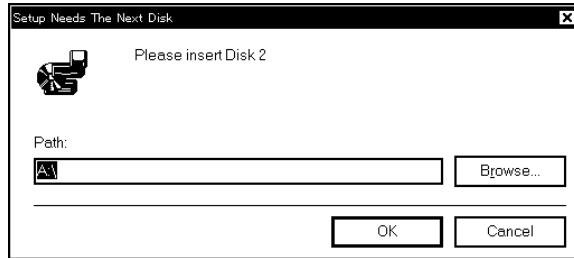 Setup Needs The Next Disk
Please insert Disk 2
Path:
A:\
Browse...
OK
Cancel